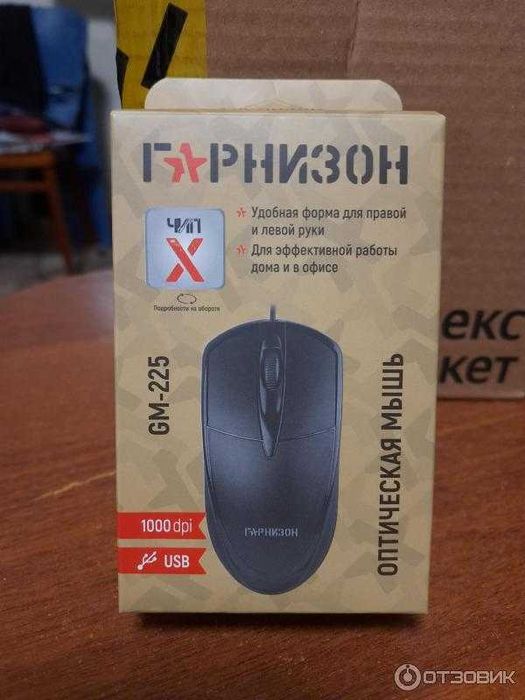 ГАРНИЗОН
ЧИП
X
Подробности на обороте
Удобная форма для правой
и левой руки
Для эффективной работы
дома и в офисе
GM-225
ОПТИЧЕСКАЯ МЫШЬ
1000 dpi
USB
ГАРНИЗОН
екс
кет
ОТЗОВИК